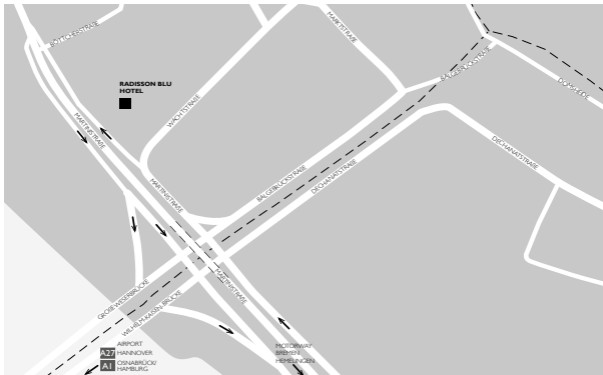 BÖTTCHERSTRAßE
MARKTSTRAßE
BALGEBRÜCKSTRAßE
DOMSHEIDE
RADISSON BLU
HOTEL
WACHTSTRAßE
MARTINISTRAßE
DECHANATSTRAßE
MARTINISTRAßE
BALGEBRÜCKSTRAßE
DECHANATSTRAßE
MARTINISTRAßE
GROßE WESERBRÜCKE
WILHELM-KAISEN-BRÜCKE
AIRPORT
A27 HANNOVER
A1 OSNABRÜCK/
HAMBURG
MOTORWAY
BREMEN
HEMELINGEN